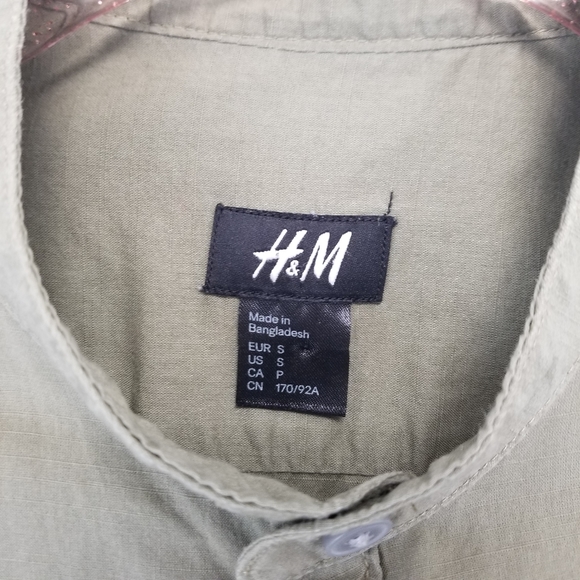 H&M
Made in
Bangladesh
EUR S
US S
CA P
CN 170/92A